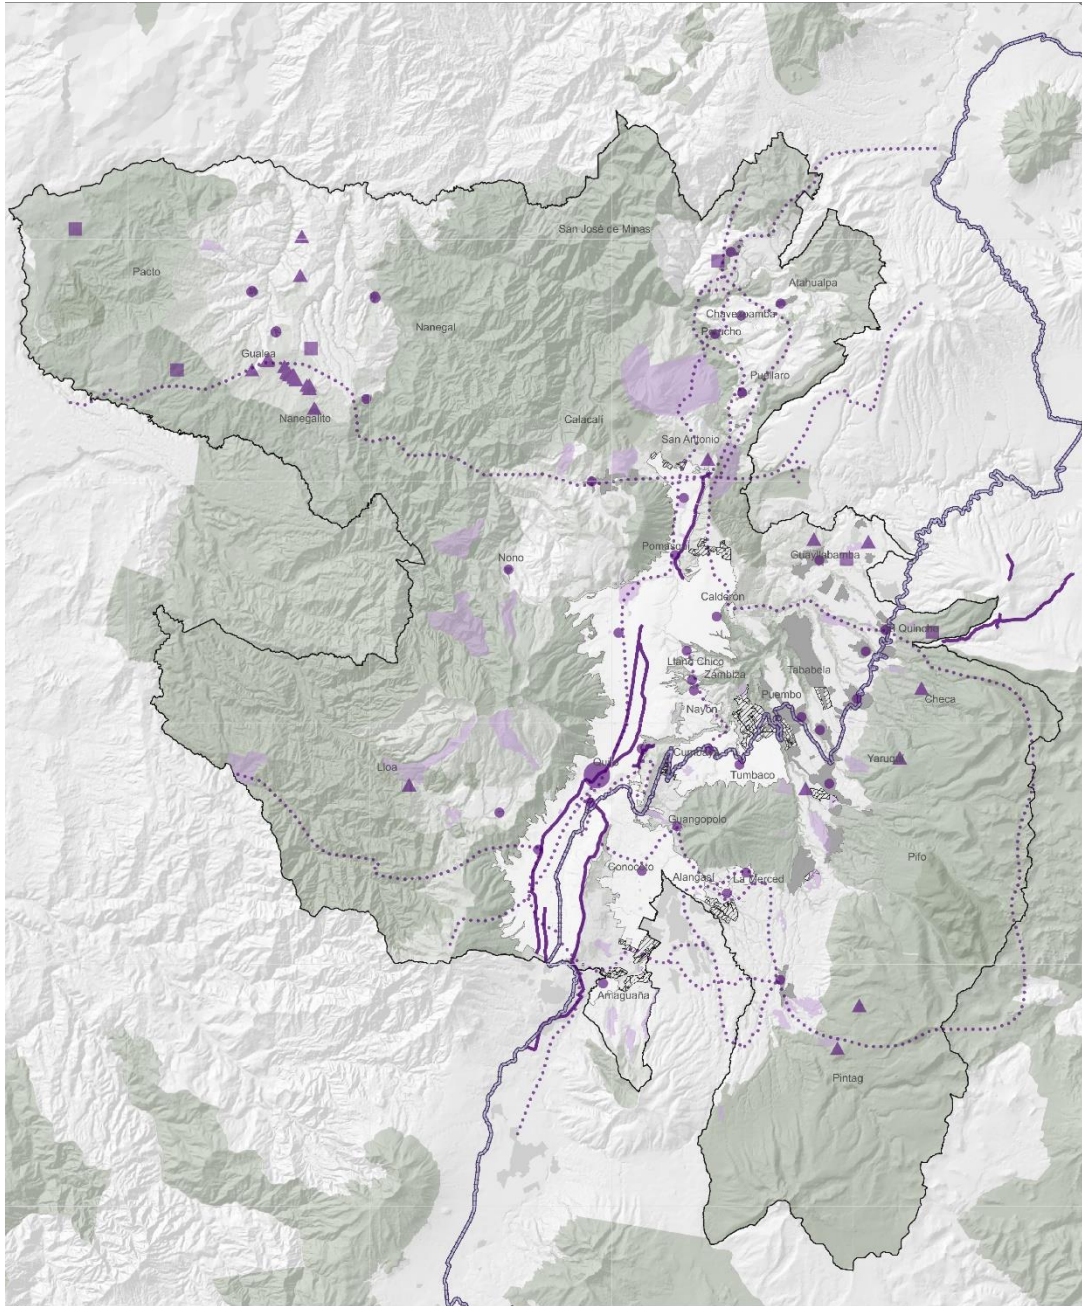 San José de Minas
Pacto
Atahualpa
Chavezpamba
Nanegal
Perucho
Gualea
Puéllaro
Nanegalito
Calacalí
San Antonio
Pomasqui
Nono
Guayllabamba
Calderón
El Quinche
Llano Chico
Zámbiza
Tababela
Puembo
Checa
Nayón
Cumbayá
Yaruquí
Quito
Lloa
Tumbaco
Guangopolo
Pifo
Conocoto
Alangasí
La Merced
Amaguaña
Pintag